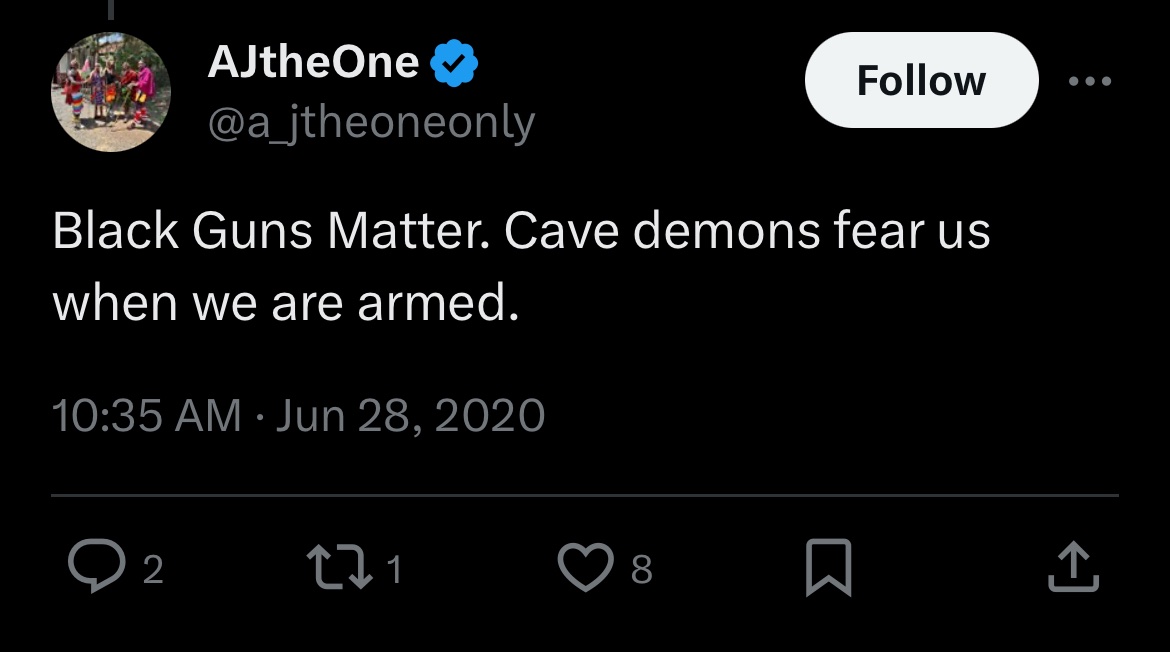 AJtheOne
Follow
@a_jtheoneonly
Black Guns Matter. Cave demons fear us
when we are armed.
10:35 AM · Jun 28, 2020
2 1 8